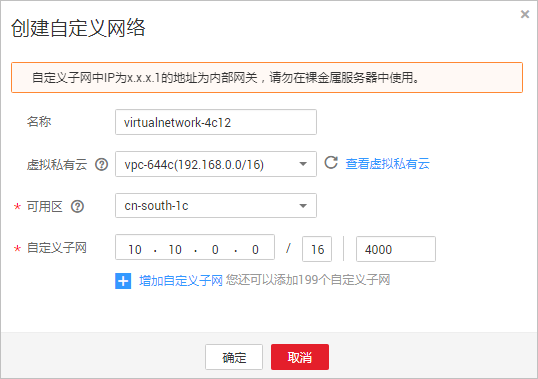 创建自定义网络
自定义子网中IP为x.x.x.1的地址为内部网关，请勿在裸金属服务器中使用。
名称 virtualnetwork-4c12
虚拟私有云 ? vpc-644c(192.168.0.0/16) 查看虚拟私有云
* 可用区 ? cn-south-1c
* 自定义子网 10 . 10 . 0 . 0 / 16 4000
增加自定义子网 您还可以添加199个自定义子网
确定 取消